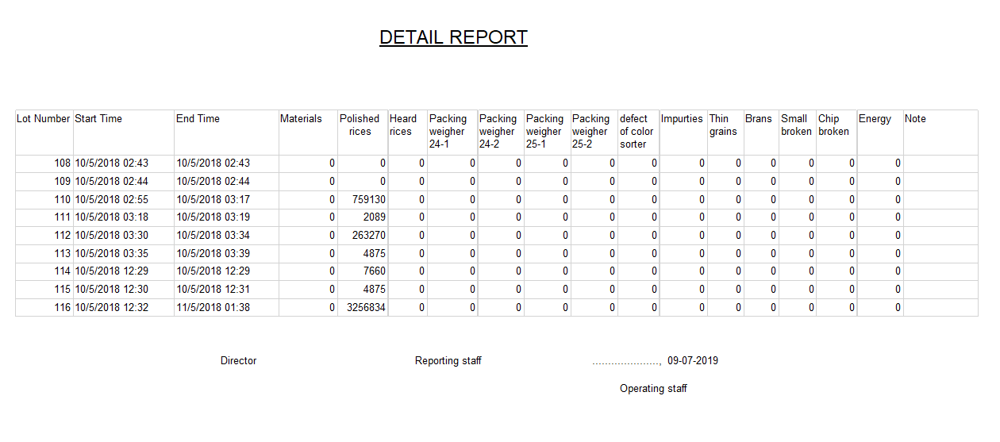 DETAIL REPORT
Lot Number Start Time End Time Materials Polished Heard Packing Packing Packing Packing defect Impurties Thin Brans Small Chip Energy Note
rices rices weigher weigher weigher weigher of color grains broken broken
24-1 24-2 25-1 25-2 sorter
108 10/5/2018 02:43 10/5/2018 02:43 0 0 0 0 0 0 0 0 0 0 0 0 0 0
109 10/5/2018 02:44 10/5/2018 02:44 0 0 0 0 0 0 0 0 0 0 0 0 0 0
110 10/5/2018 02:55 10/5/2018 03:17 0 759130 0 0 0 0 0 0 0 0 0 0 0 0
111 10/5/2018 03:18 10/5/2018 03:19 0 2089 0 0 0 0 0 0 0 0 0 0 0 0
112 10/5/2018 03:30 10/5/2018 03:34 0 263270 0 0 0 0 0 0 0 0 0 0 0 0
113 10/5/2018 03:35 10/5/2018 03:39 0 4875 0 0 0 0 0 0 0 0 0 0 0 0
114 10/5/2018 12:29 10/5/2018 12:29 0 7660 0 0 0 0 0 0 0 0 0 0 0 0
115 10/5/2018 12:30 10/5/2018 12:31 0 4875 0 0 0 0 0 0 0 0 0 0 0 0
116 10/5/2018 12:32 11/5/2018 01:38 0 3256834 0 0 0 0 0 0 0 0 0 0 0 0
Director Reporting staff ......................, 09-07-2019
Operating staff